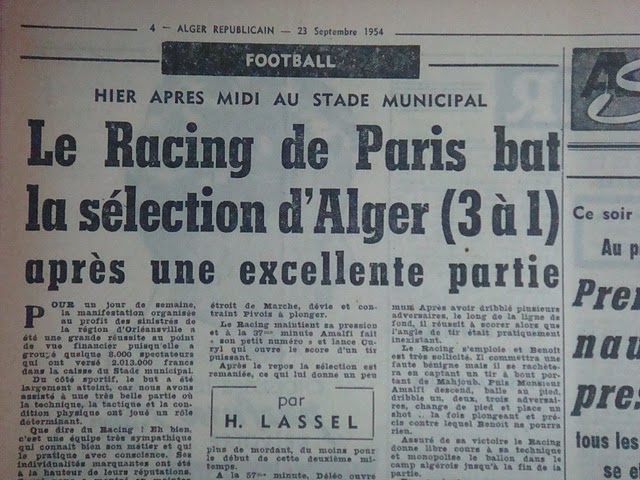 4 — ALGER REPUBLICAIN — 23 Septembre 1954
FOOTBALL
HIER APRES MIDI AU STADE MUNICIPAL
Le Racing de Paris bat
la sélection d'Alger (3 à 1)
après une excellente partie
POUR un jour de semaine,
la manifestation organisée
au profit des sinistrés de
la région d'Orléansville a
été une grande réussite au point
de vue financier puisqu'elle a
groupé quelque 8.000 spectateurs
qui ont versé 2.013.000 francs
dans la caisse du Stade municipal.
Du côté sportif, le but a été
largement atteint, car nous avons
assisté à une très belle partie où
la technique, la tactique et la con-
dition physique ont joué un rôle
déterminant.
Que dire du Racing ! Eh bien,
c'est une équipe très sympathique
qui connaît bien son métier et qui
le pratique avec conscience. Ses
individualités marquantes ont été
à la hauteur de leurs réputations.
étroit de Marche, dévie et con-
traint Pivois à plonger.
Le Racing maintient sa pression
et à la 37me minute Amalfi fait
« son petit numéro » et lance Cu-
ryl qui ouvre le score d'un tir
puissant.
Après le repos la sélection est
remaniée, ce qui lui donne un peu
par
H. LASSEL
plus de mordant, du moins pour
le début de cette deuxième mi-
temps.
A la 57me minute, Déléo ouvre
mum Après avoir dribblé plusieurs
adversaires, le long de la ligne de
fond, il réussit à scorer alors que
l'angle de tir était pratiquement
inexistant.
Le Racing s'emploie et Benoit
est très sollicité. Il commettra une
faute bénigne mais il se rachète-
ra en captant un tir à bout por-
tant de Mahjoub. Puis Monsieur
Amalfi descend, balle au pied,
dribble un, deux, trois adversai-
res, change de pied et place un
shot .. la fois plongeant et pré-
cis contre lequel Benoit ne pourra
rien.
Assuré de sa victoire le Racing
donne libre cours à sa technique
et monopolise le ballon dans le
camp algérois jusqu'à la fin de la
partie.
AS
Ce soir
Au p
Pre
nau
pres
tous les
se e